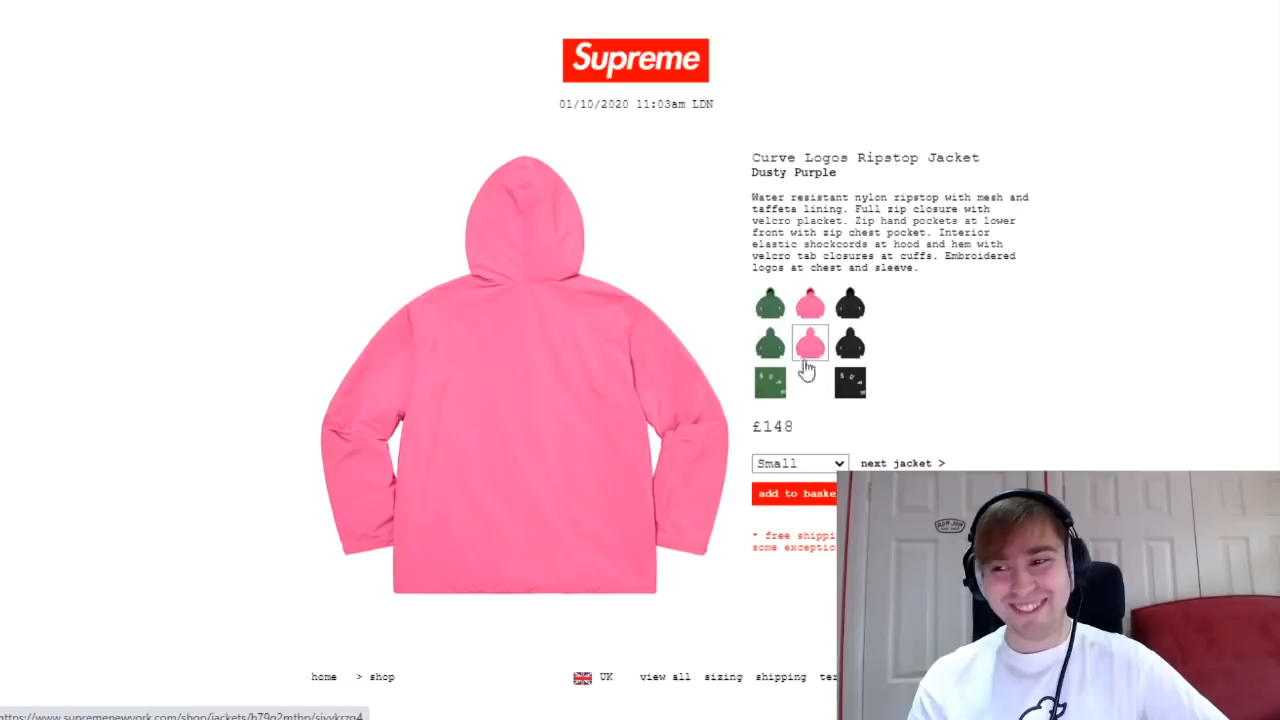 Supreme
01/10/2020 11:03am LDN
Curve Logos Ripstop Jacket
Dusty Purple
Water resistant nylon ripstop with mesh and
taffeta lining. Full zip closure with
velcro placket. Zip hand pockets at lower
front with zip chest pocket. Interior
elastic shockcords at hood and hem with
velcro tab closures at cuffs. Embroidered
logos at chest and sleeve.
£148
Small
next jacket >
add to baske
* free shippi
some exceptio
home > shop
UK view all sizing shipping ter